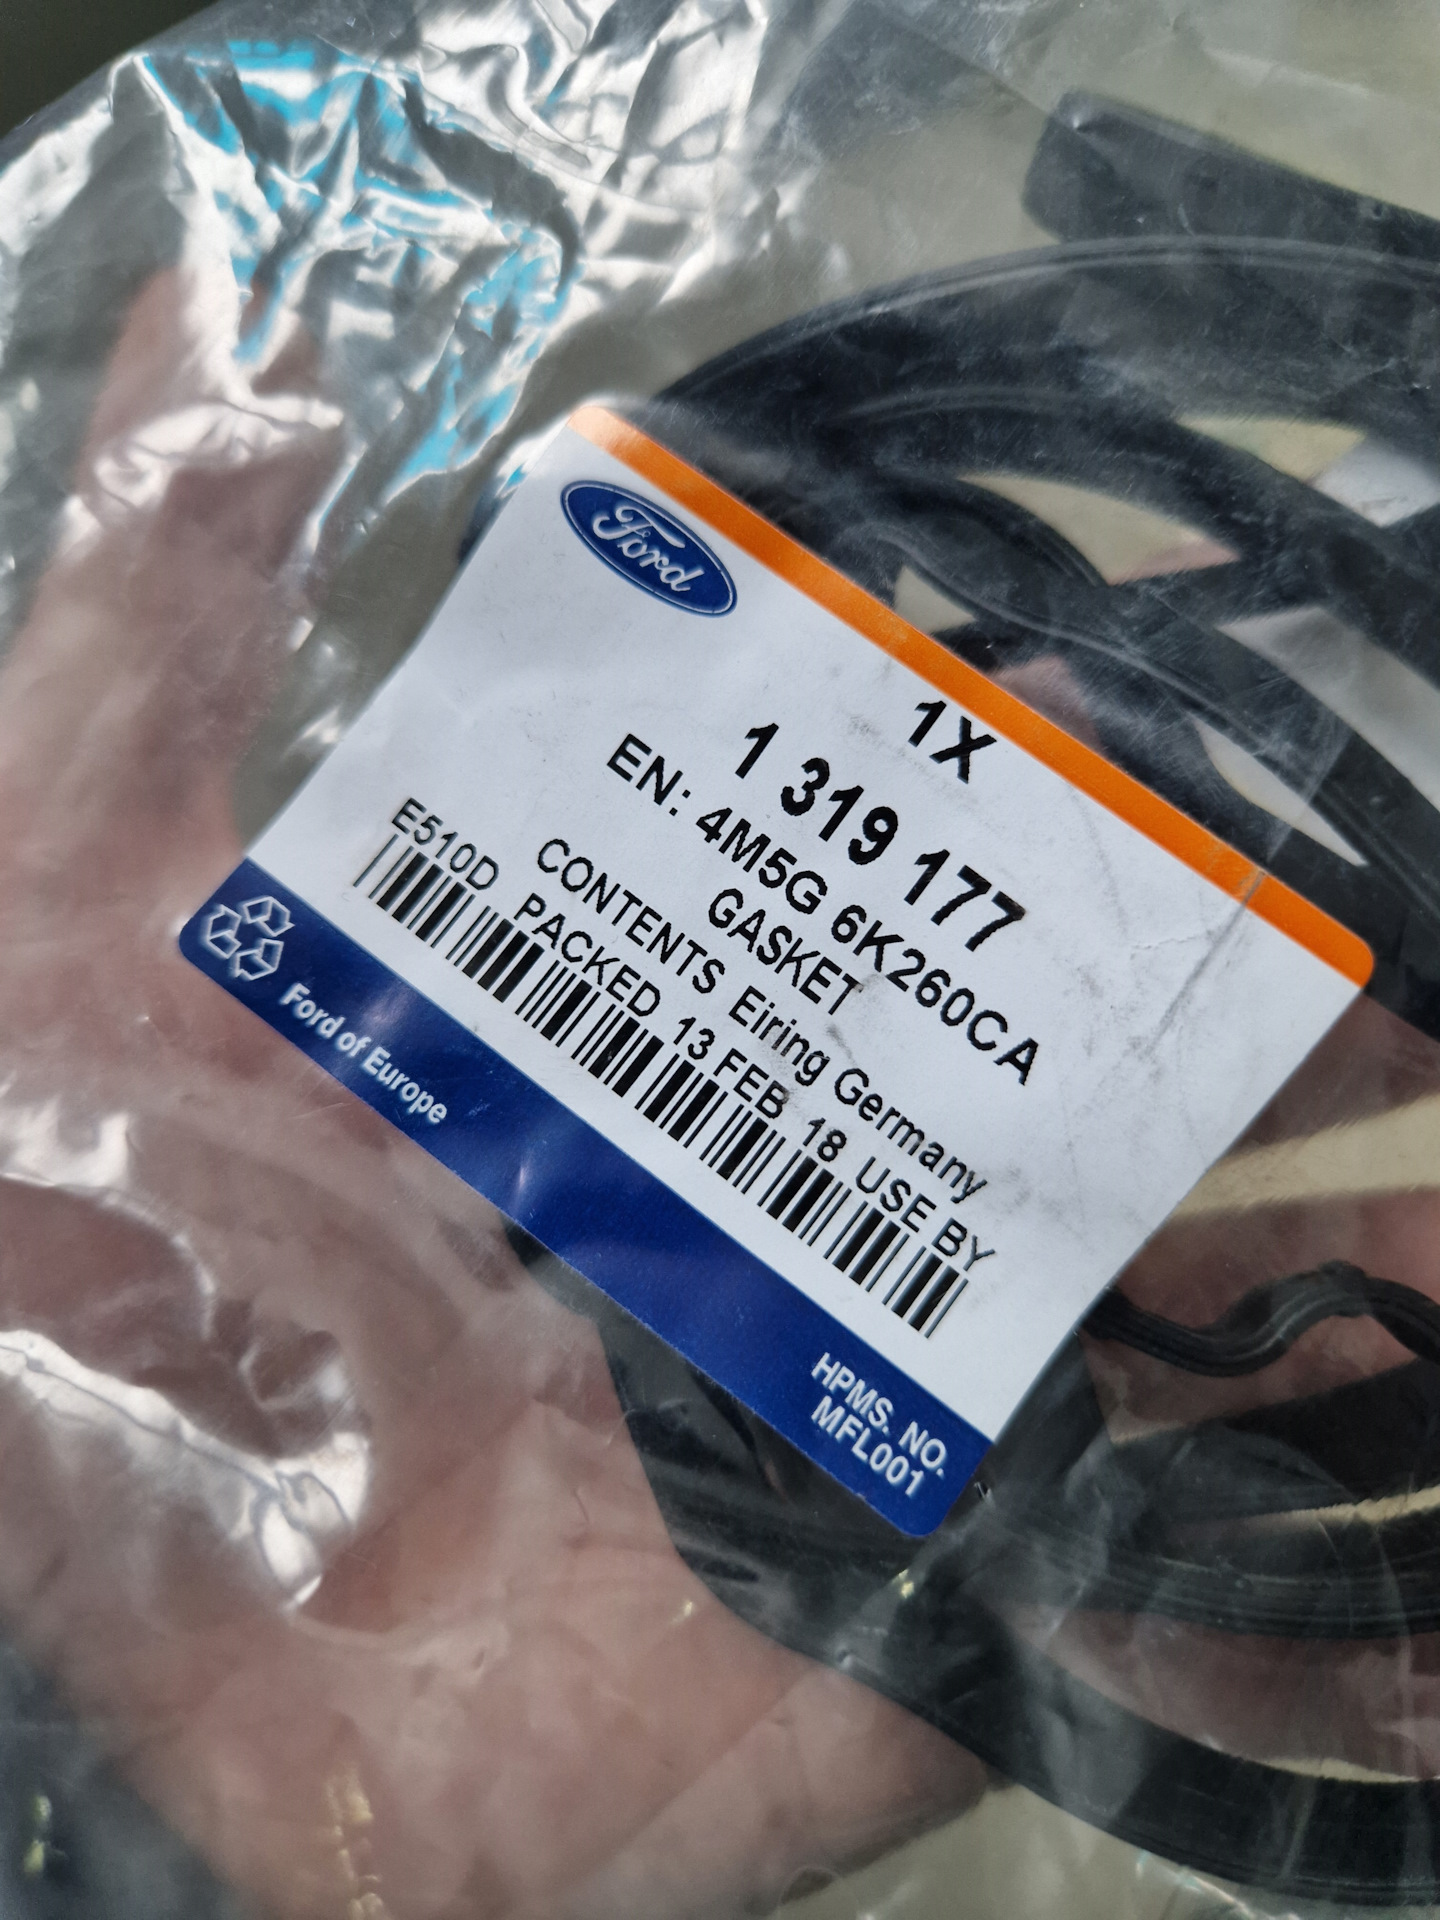 Ford
1X
1 319 177
EN: 4M5G 6K260CA
GASKET
CONTENTS Eiring Germany
E510D PACKED 13 FEB 18 USE BY
Ford of Europe
HPMS. NO.
MFL001